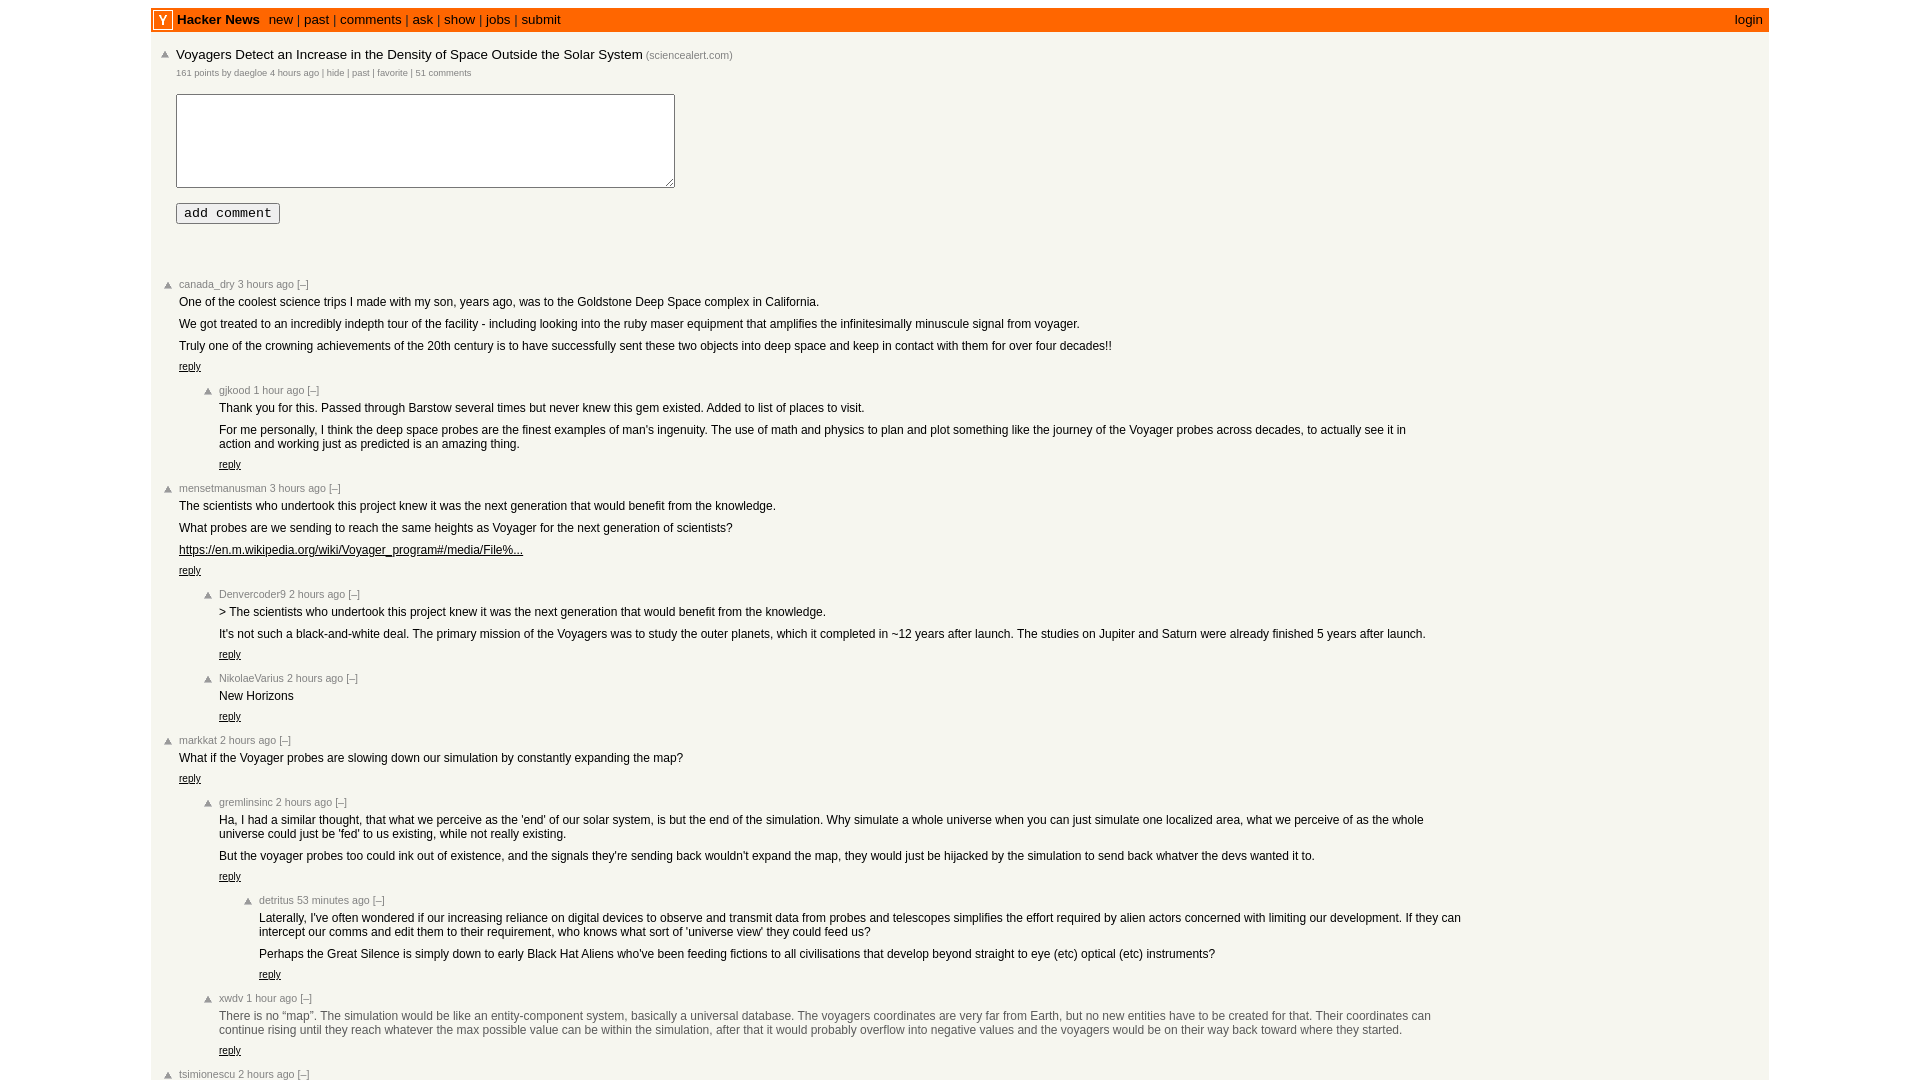 Y Hacker News new | past | comments | ask | show | jobs | submit login
Voyagers Detect an Increase in the Density of Space Outside the Solar System (sciencealert.com)
161 points by daegloe 4 hours ago | hide | past | favorite | 51 comments
add comment
canada_dry 3 hours ago [–]
One of the coolest science trips I made with my son, years ago, was to the Goldstone Deep Space complex in California.
We got treated to an incredibly indepth tour of the facility - including looking into the ruby maser equipment that amplifies the infinitesimally minuscule signal from voyager.
Truly one of the crowning achievements of the 20th century is to have successfully sent these two objects into deep space and keep in contact with them for over four decades!!
reply
gjkood 1 hour ago [–]
Thank you for this. Passed through Barstow several times but never knew this gem existed. Added to list of places to visit.
For me personally, I think the deep space probes are the finest examples of man's ingenuity. The use of math and physics to plan and plot something like the journey of the Voyager probes across decades, to actually see it in
action and working just as predicted is an amazing thing.
reply
mensetmanusman 3 hours ago [–]
The scientists who undertook this project knew it was the next generation that would benefit from the knowledge.
What probes are we sending to reach the same heights as Voyager for the next generation of scientists?
https://en.m.wikipedia.org/wiki/Voyager_program#/media/File%...
reply
Denvercoder9 2 hours ago [–]
> The scientists who undertook this project knew it was the next generation that would benefit from the knowledge.
It's not such a black-and-white deal. The primary mission of the Voyagers was to study the outer planets, which it completed in ~12 years after launch. The studies on Jupiter and Saturn were already finished 5 years after launch.
reply
NikolaeVarius 2 hours ago [–]
New Horizons
reply
markkat 2 hours ago [–]
What if the Voyager probes are slowing down our simulation by constantly expanding the map?
reply
gremlinsinc 2 hours ago [–]
Ha, I had a similar thought, that what we perceive as the 'end' of our solar system, is but the end of the simulation. Why simulate a whole universe when you can just simulate one localized area, what we perceive of as the whole
universe could just be 'fed' to us existing, while not really existing.
But the voyager probes too could ink out of existence, and the signals they're sending back wouldn't expand the map, they would just be hijacked by the simulation to send back whatver the devs wanted it to.
reply
detritus 53 minutes ago [–]
Laterally, I've often wondered if our increasing reliance on digital devices to observe and transmit data from probes and telescopes simplifies the effort required by alien actors concerned with limiting our development. If they can
intercept our comms and edit them to their requirement, who knows what sort of 'universe view' they could feed us?
Perhaps the Great Silence is simply down to early Black Hat Aliens who've been feeding fictions to all civilisations that develop beyond straight to eye (etc) optical (etc) instruments?
reply
xwdv 1 hour ago [–]
There is no “map”. The simulation would be like an entity-component system, basically a universal database. The voyagers coordinates are very far from Earth, but no new entities have to be created for that. Their coordinates can
continue rising until they reach whatever the max possible value can be within the simulation, after that it would probably overflow into negative values and the voyagers would be on their way back toward where they started.
reply
tsimionescu 2 hours ago [–]